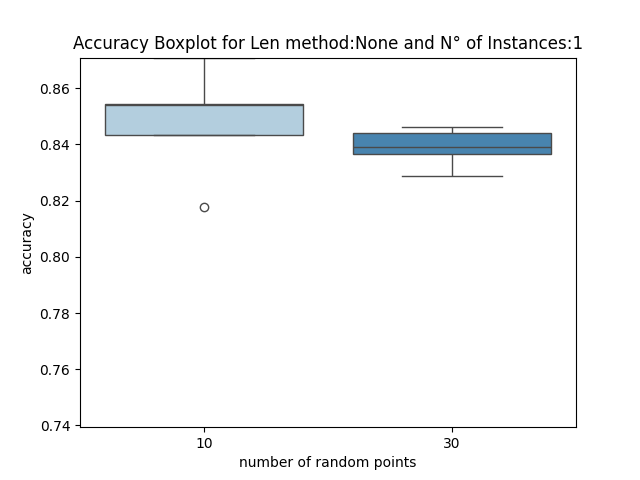 Accuracy Boxplot for Len method:None and N° of Instances:1
0.86
0.84
0.82
0.80
0.78
0.76
0.74
accuracy
10 30
number of random points